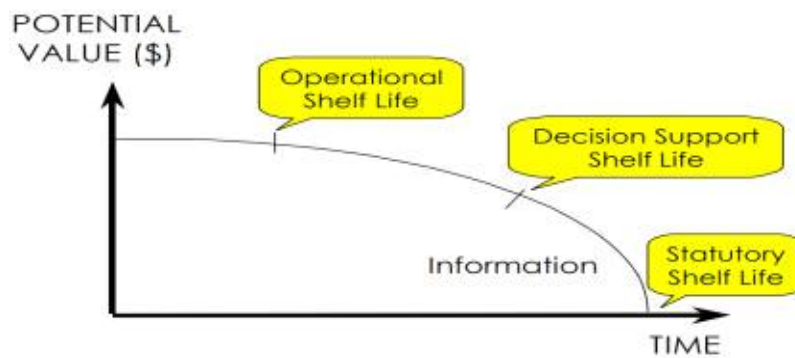 POTENTIAL
VALUE ($)
Operational
Shelf Life
Decision Support
Shelf Life
Information
Statutory
Shelf Life
TIME